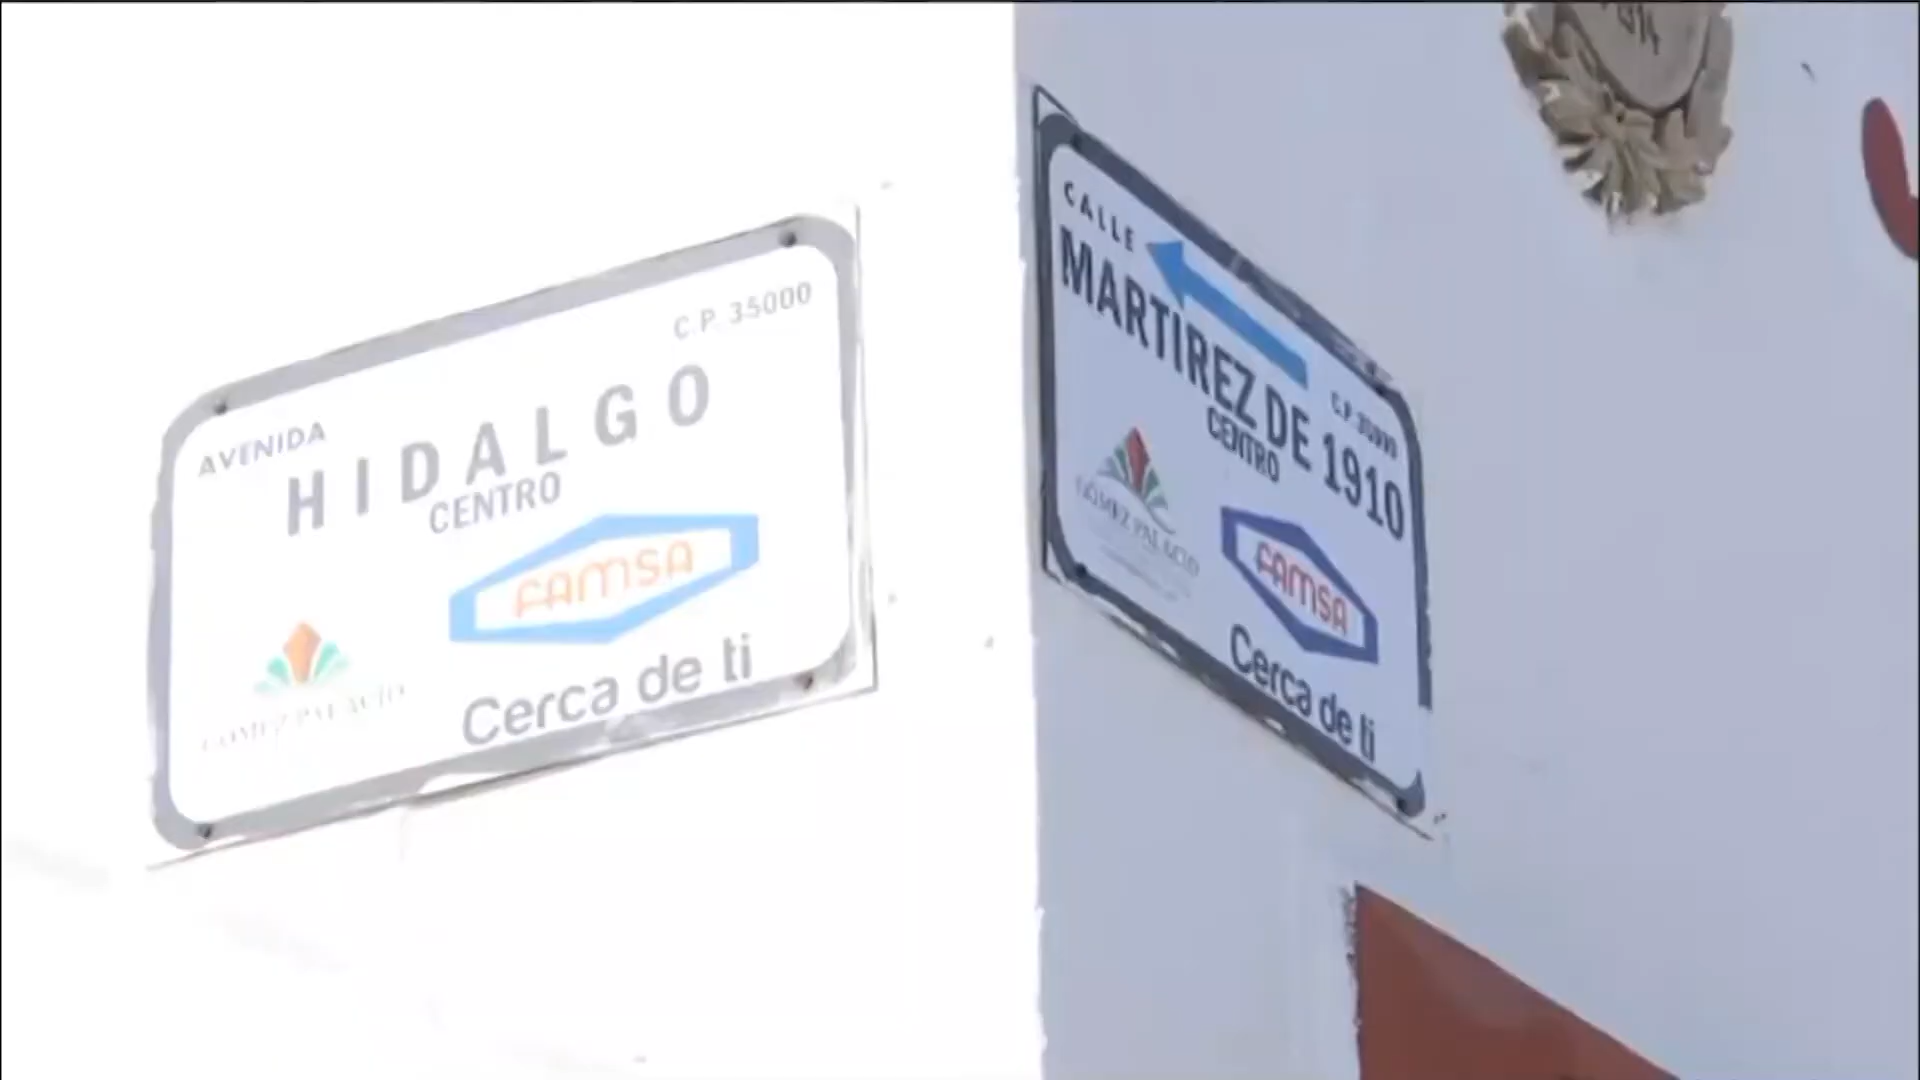 AVENIDA
C.P. 35000
HIDALGO
CENTRO
FAMSA
GOMEZ PALACIO
Cerca de ti
CALLE
MARTIREZ DE 1910
C.P. 35000
CENTRO
GÓMEZ PALACIO
FAMSA
Cerca de ti